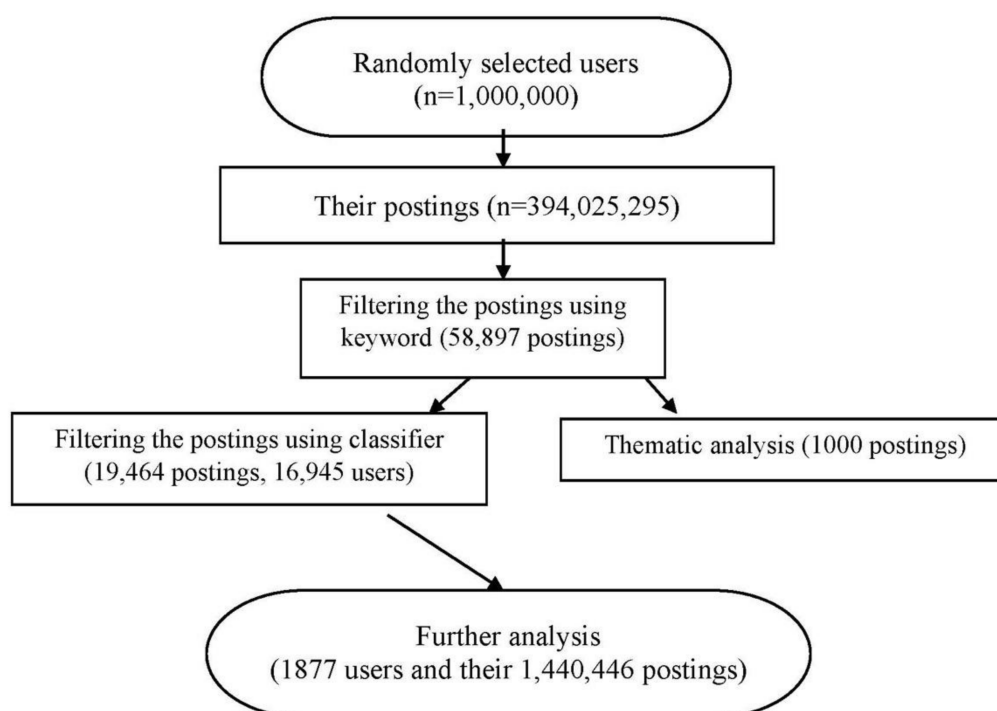 Randomly selected users
(n=1,000,000)
Their postings (n=394,025,295)
Filtering the postings using
keyword (58,897 postings)
Filtering the postings using classifier
(19,464 postings, 16,945 users)
Thematic analysis (1000 postings)
Further analysis
(1877 users and their 1,440,446 postings)